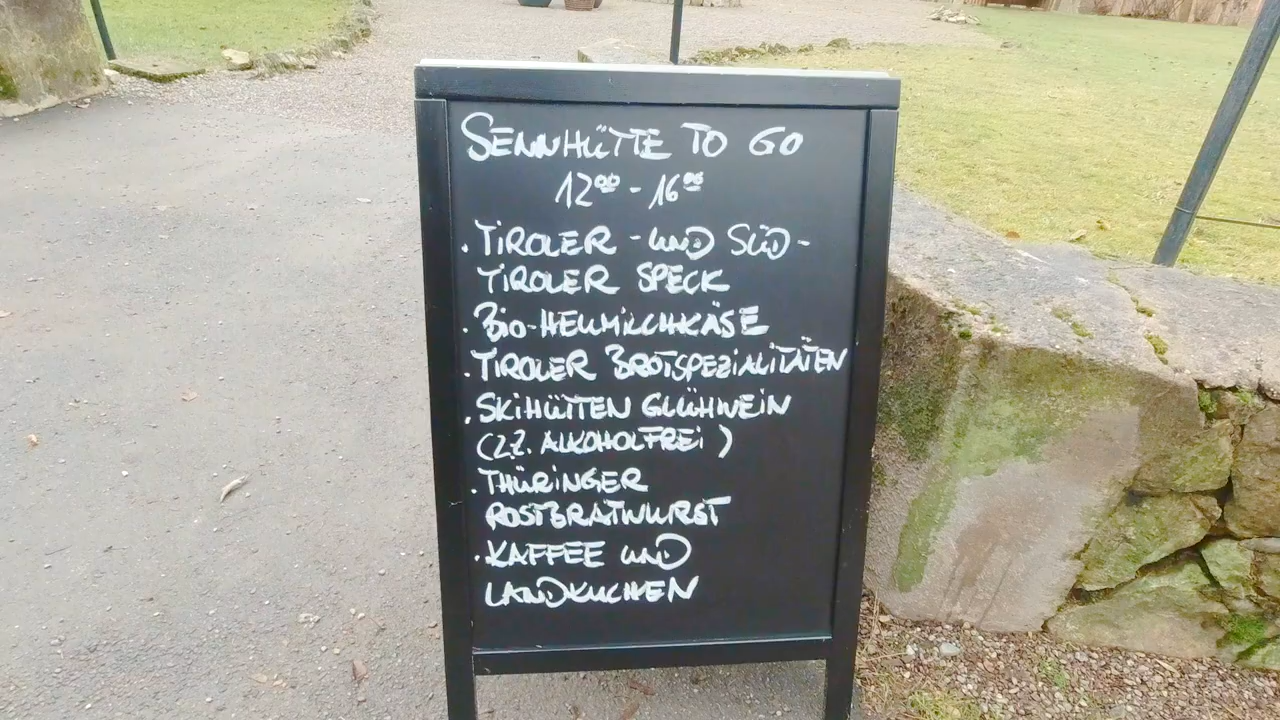 SENNHÜTTE TO GO
12⁰⁰ - 16⁰⁰
. TIROLER - UND SÜD-
TIROLER SPECK
. BIO-HEUMILCHKÄSE
. TIROLER BROTSPEZIALITÄTEN
. SKIHÜTTEN GLÜHWEIN
(ZZ. ALKOHOLFREI)
. THÜRINGER
ROSTBRATWURST
. KAFFEE UND
LANDKUCHEN